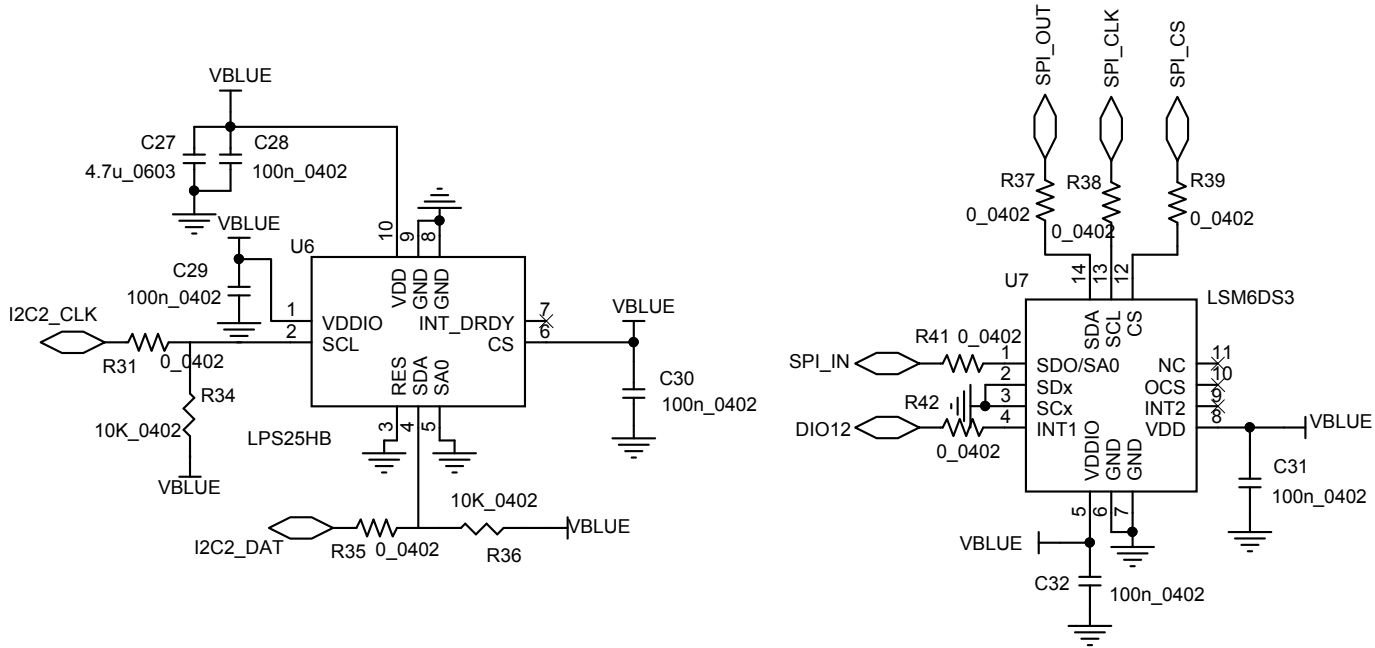 VBLUE
C27
4.7u_0603
C28
100n_0402
VBLUE
C29
100n_0402
I2C2_CLK
R31
0_0402
R34
10K_0402
VBLUE
U6
LPS25HB
10
9
8
VDD
GND
GND
1
VDDIO
2
SCL
INT_DRDY
7
CS
6
RES
SDA
SA0
3
4
5
VBLUE
C30
100n_0402
I2C2_DAT
R35
0_0402
10K_0402
R36
VBLUE
SPI_OUT
SPI_CLK
SPI_CS
R37
0_0402
R38
0_0402
R39
0_0402
U7
LSM6DS3
14
13
12
SDA
SCL
CS
SPI_IN
R41 0_0402
1
SDO/SA0
2
SDx
3
SCx
4
INT1
DIO12
R42
0_0402
NC
11
OCS
10
INT2
9
VDD
8
VBLUE
C31
100n_0402
VDDIO
GND
GND
5
6
7
VBLUE
C32
100n_0402